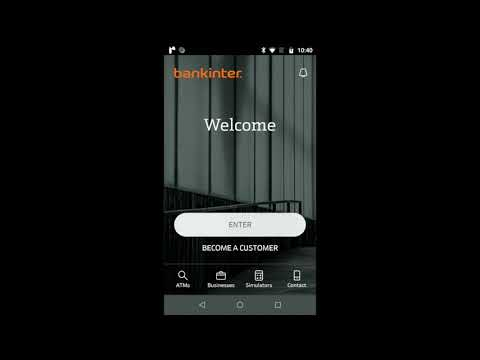 10:40
bankinter.
Welcome
ENTER
BECOME A CUSTOMER
ATMs Businesses Simulators Contact